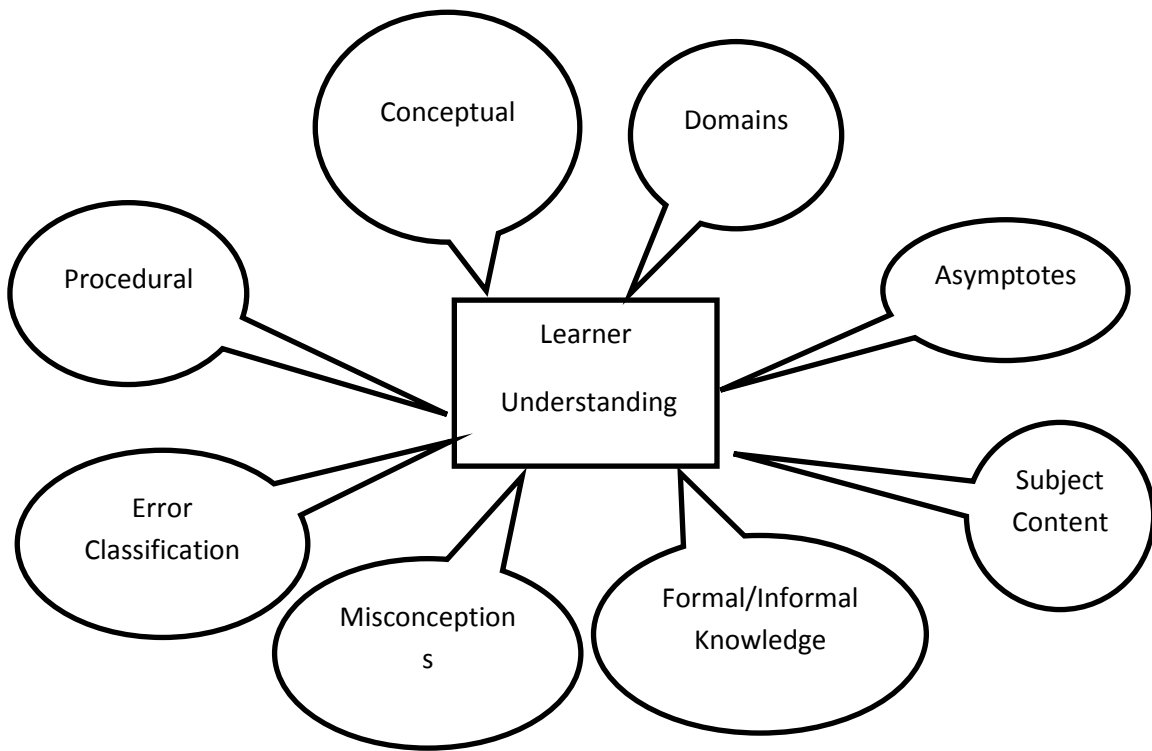 Conceptual
Domains
Procedural
Asymptotes
Learner
Understanding
Error
Classification
Misconception
s
Formal/Informal
Knowledge
Subject
Content